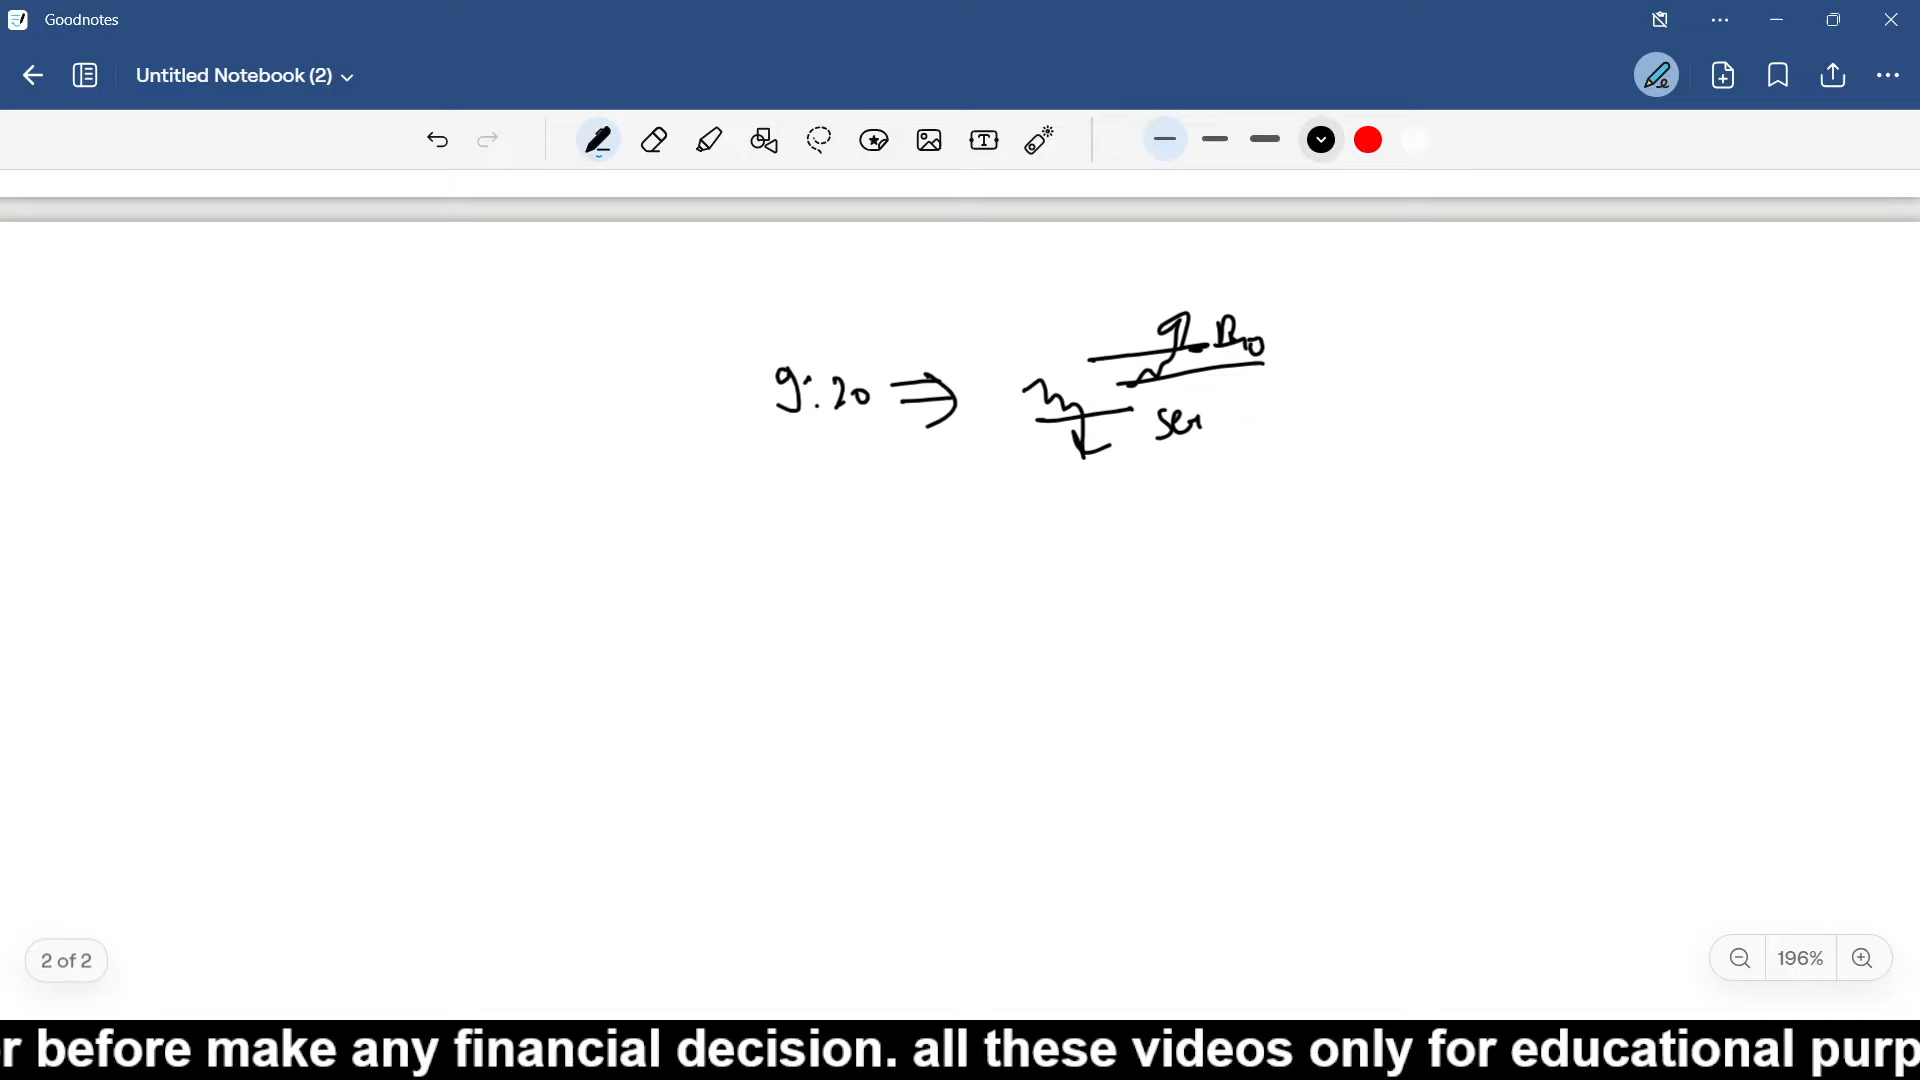 Goodnotes
Untitled Notebook (2)
9:20
2 of 2
196%
r before make any financial decision. all these videos only for educational purp